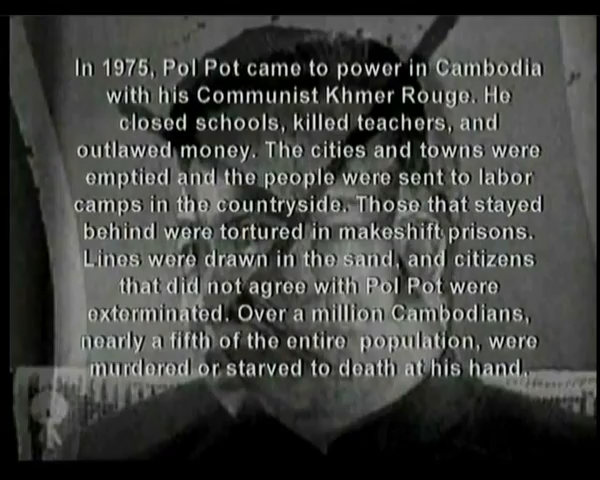 In 1975, Pol Pot came to power in Cambodia
with his Communist Khmer Rouge. He
closed schools, killed teachers, and
outlawed money. The cities and towns were
emptied and the people were sent to labor
camps in the countryside. Those that stayed
behind were tortured in makeshift prisons.
Lines were drawn in the sand, and citizens
that did not agree with Pol Pot were
exterminated. Over a million Cambodians,
nearly a fifth of the entire population, were
murdered or starved to death at his hand.